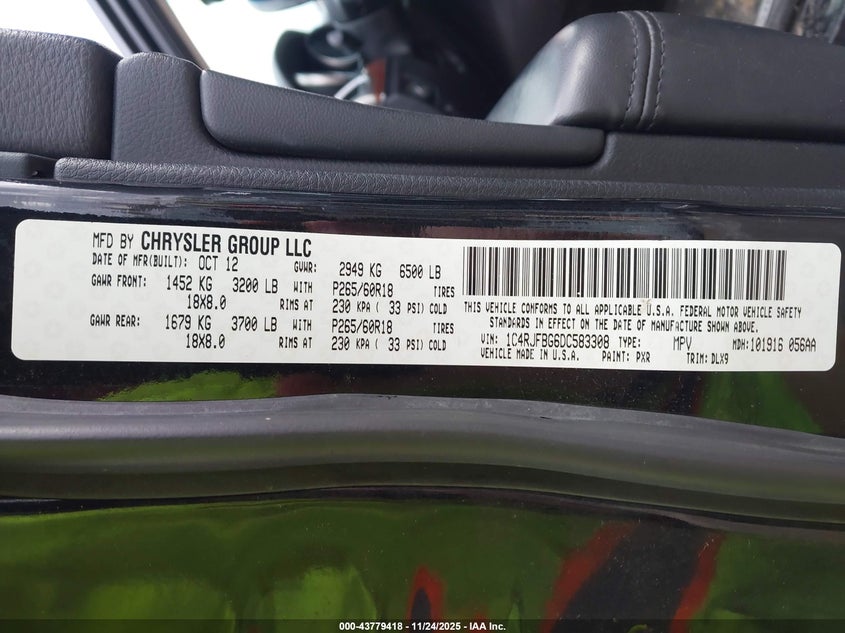 MFD BY CHRYSLER GROUP LLC
DATE OF MFR(BUILT): OCT 12 GVWR: 2949 KG 6500 LB
GAWR FRONT: 1452 KG 3200 LB WITH P265/60R18 TIRES
18X8.0 RIMS AT 230 KPA ( 33 PSI) COLD
GAWR REAR: 1679 KG 3700 LB WITH P265/60R18 TIRES
18X8.0 RIMS AT 230 KPA ( 33 PSI) COLD
THIS VEHICLE CONFORMS TO ALL APPLICABLE U.S.A. FEDERAL MOTOR VEHICLE SAFETY
STANDARDS IN EFFECT ON THE DATE OF MANUFACTURE SHOWN ABOVE.
VIN: 1C4RJFBG6DC583308 TYPE: MPV MDH:101916 056AA
VEHICLE MADE IN U.S.A. PAINT: PXR TRIM: DLX9
000-43779418 - 11/24/2025 - IAA Inc.